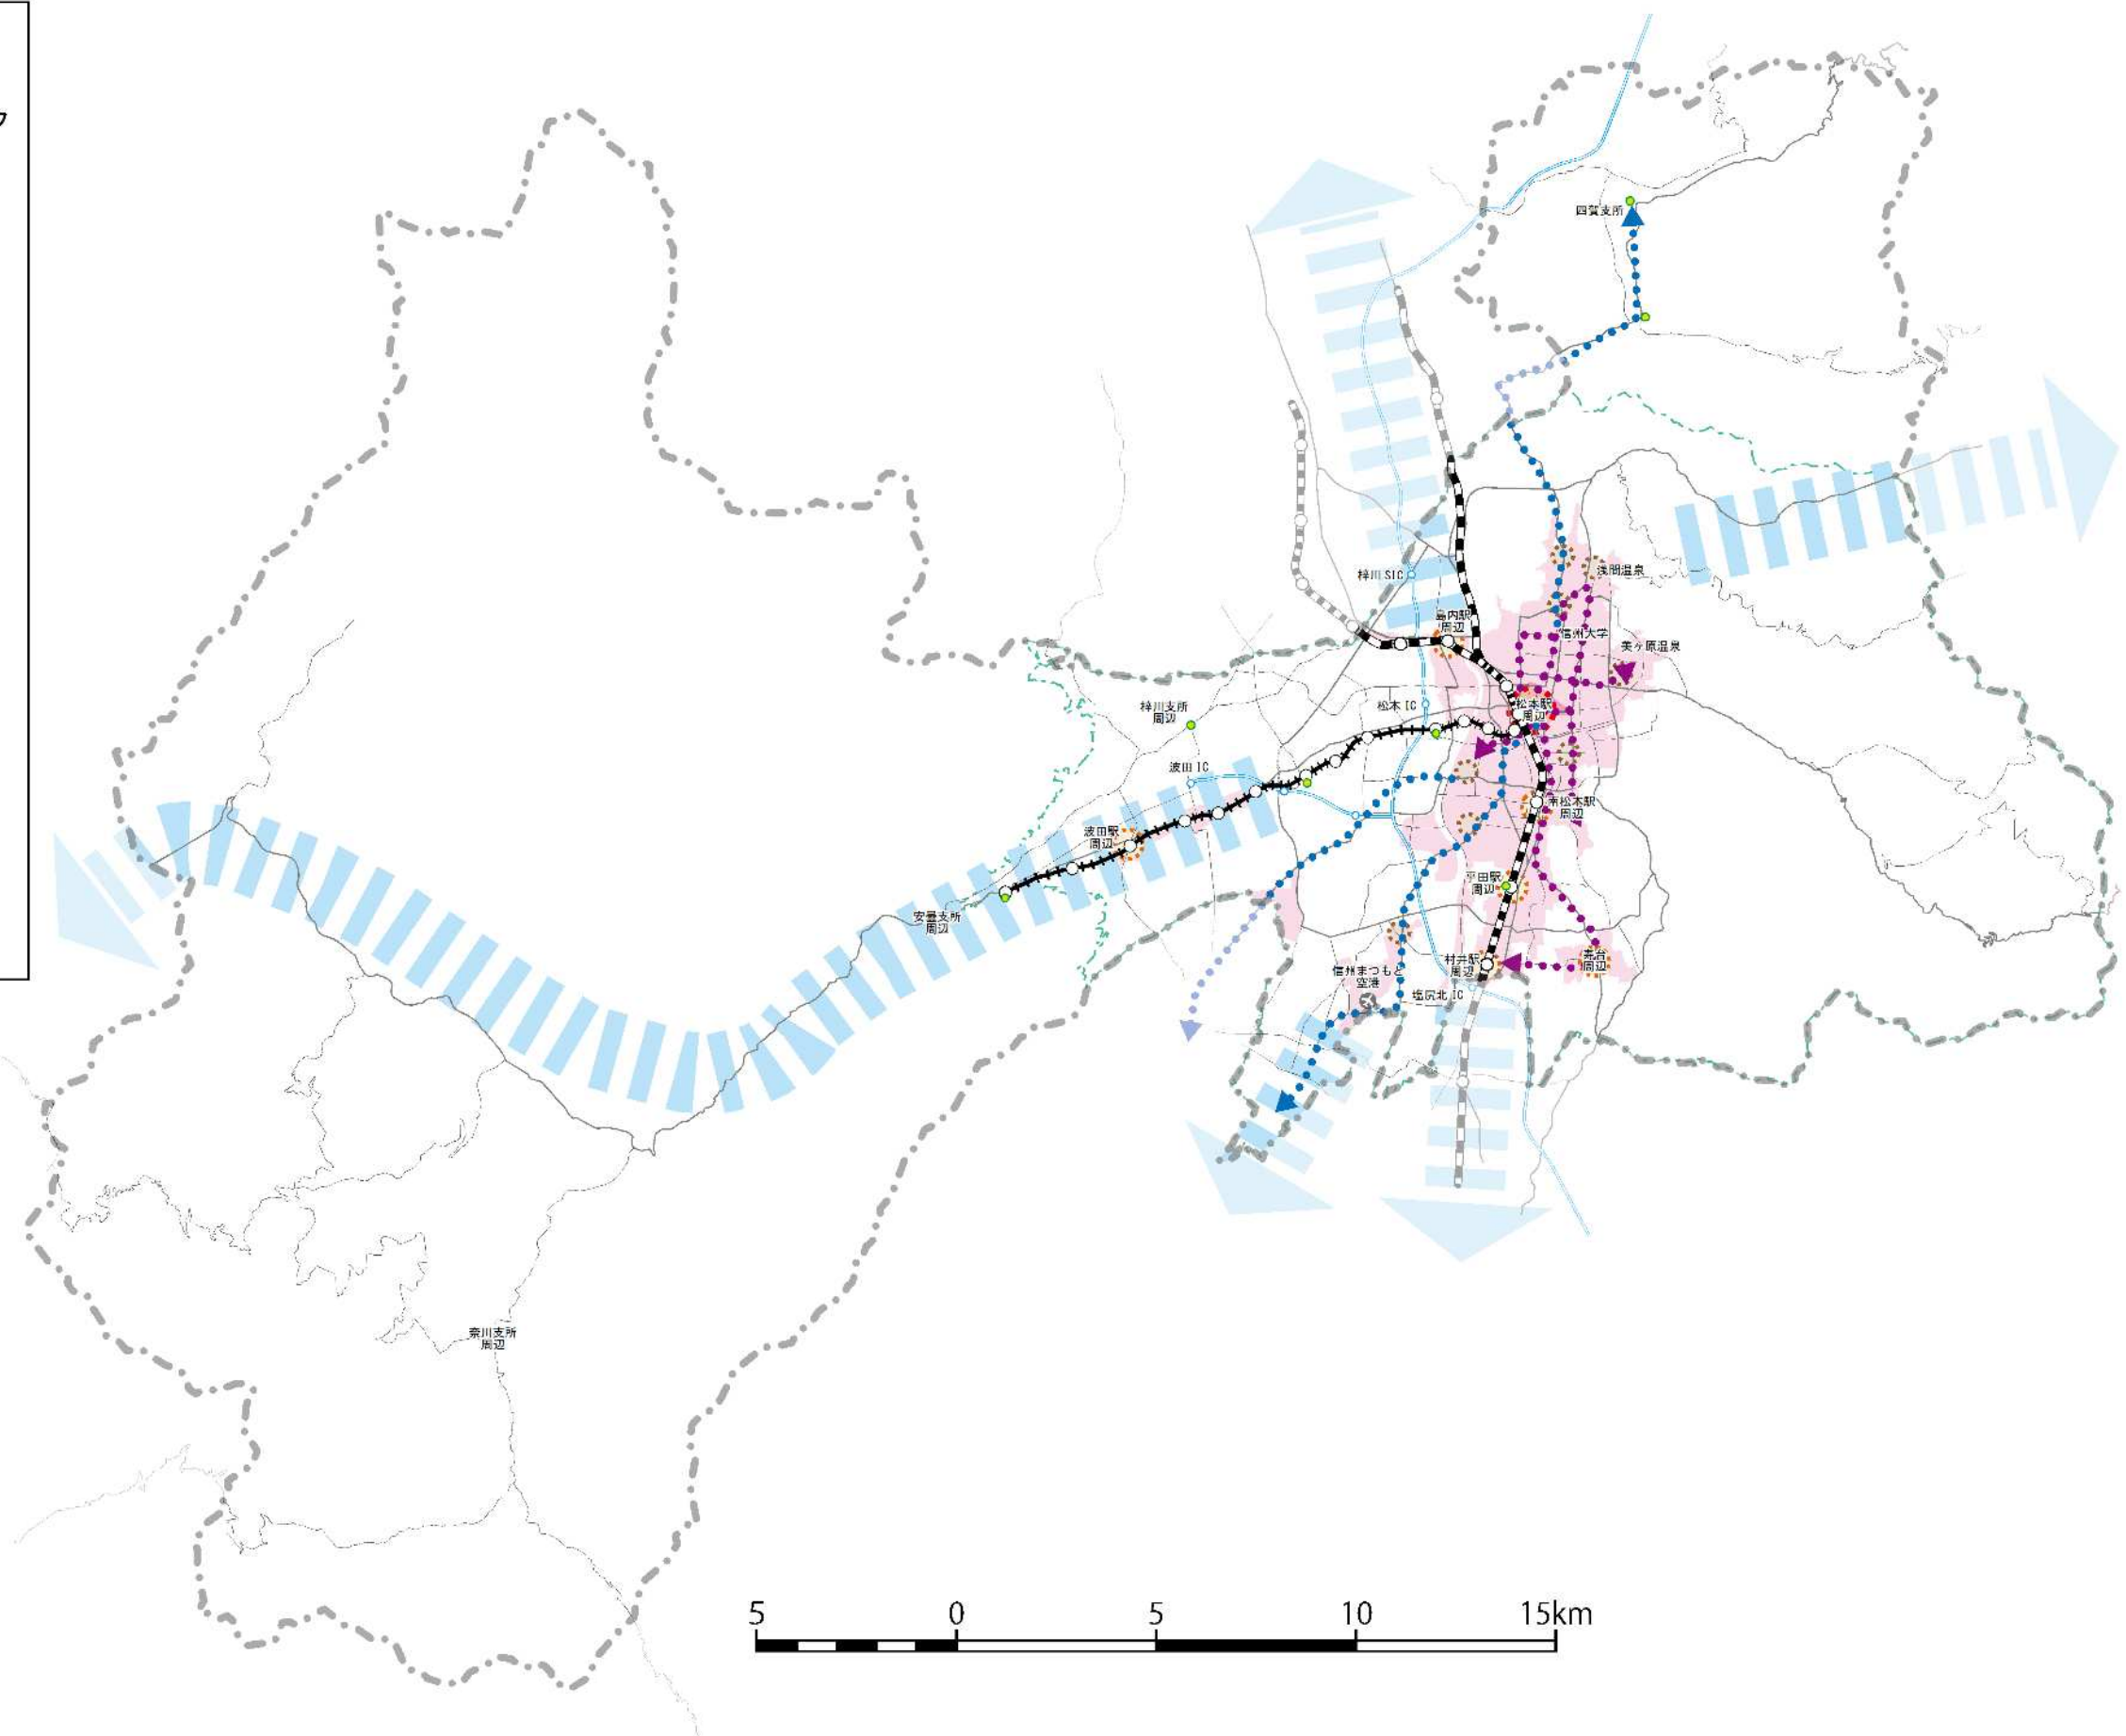 四賀支所
梓川SIC
浅間温泉
島内駅
周辺
信州大学
美ヶ原温泉
梓川支所
周辺
松本IC
松本駅
周辺
波田IC
南松本駅
周辺
波田駅
周辺
平田駅
周辺
安曇支所
周辺
村井駅
周辺
寿台
周辺
信州まつもと
空港
塩尻北IC
奈川支所
周辺
5 0 5 10 15km